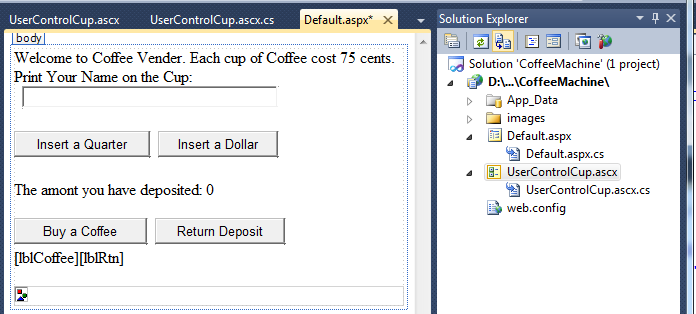 UserControlCup.ascx UserControlCup.ascx.cs Default.aspx*
body
Welcome to Coffee Vender. Each cup of Coffee cost 75 cents.
Print Your Name on the Cup:
Insert a Quarter Insert a Dollar
The amont you have deposited: 0
Buy a Coffee Return Deposit
[lblCoffee][lblRtn]
Solution Explorer
Solution 'CoffeeMachine' (1 project)
D:\...\CoffeeMachine\
App_Data
images
Default.aspx
Default.aspx.cs
UserControlCup.ascx
UserControlCup.ascx.cs
web.config